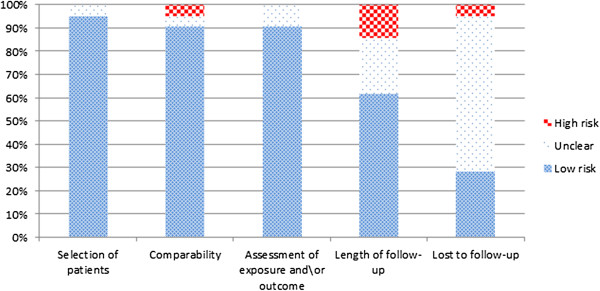 100%
90%
80%
70%
60%
50%
40%
30%
20%
10%
0%
High risk
Unclear
Low risk
Selection of
patients
Comparability
Assessment of
exposure and\or
outcome
Length of follow-
up
Lost to follow-up